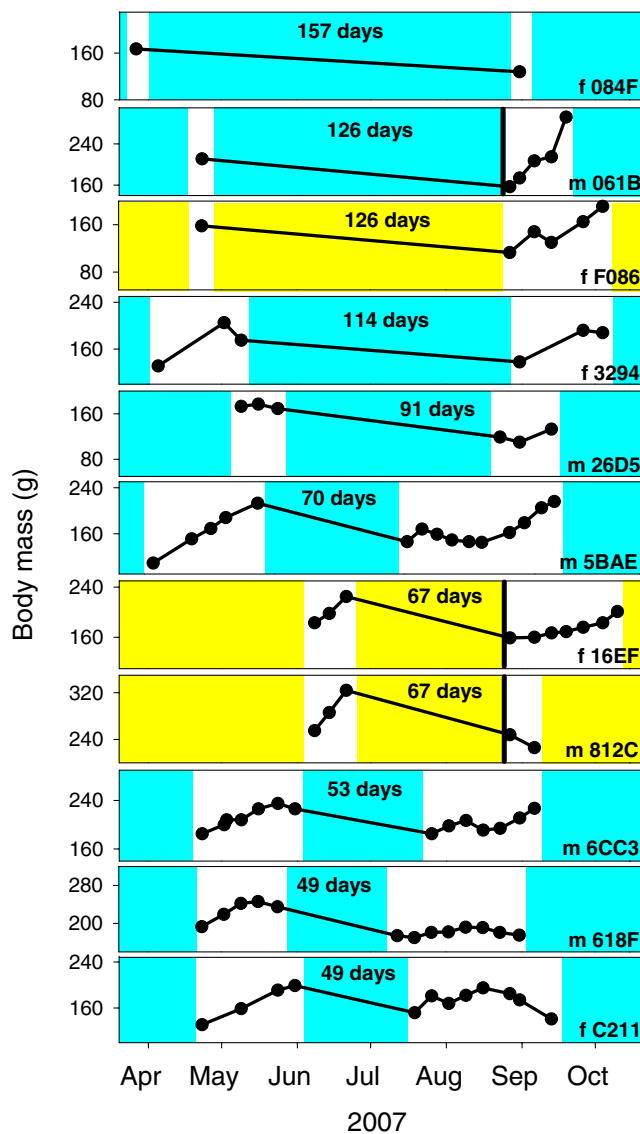 157 days
160
80
f 084F
126 days
240
160
m 061B
126 days
160
80
f F086
240
114 days
160
f 3294
160
91 days
80
m 26D5
240
70 days
160
m 5BAE
240
67 days
160
f 16EF
320
67 days
240
m 812C
53 days
240
160
m 6CC3
280
49 days
200
m 618F
240
49 days
160
f C211
Body mass (g)
Apr May Jun Jul Aug Sep Oct
2007